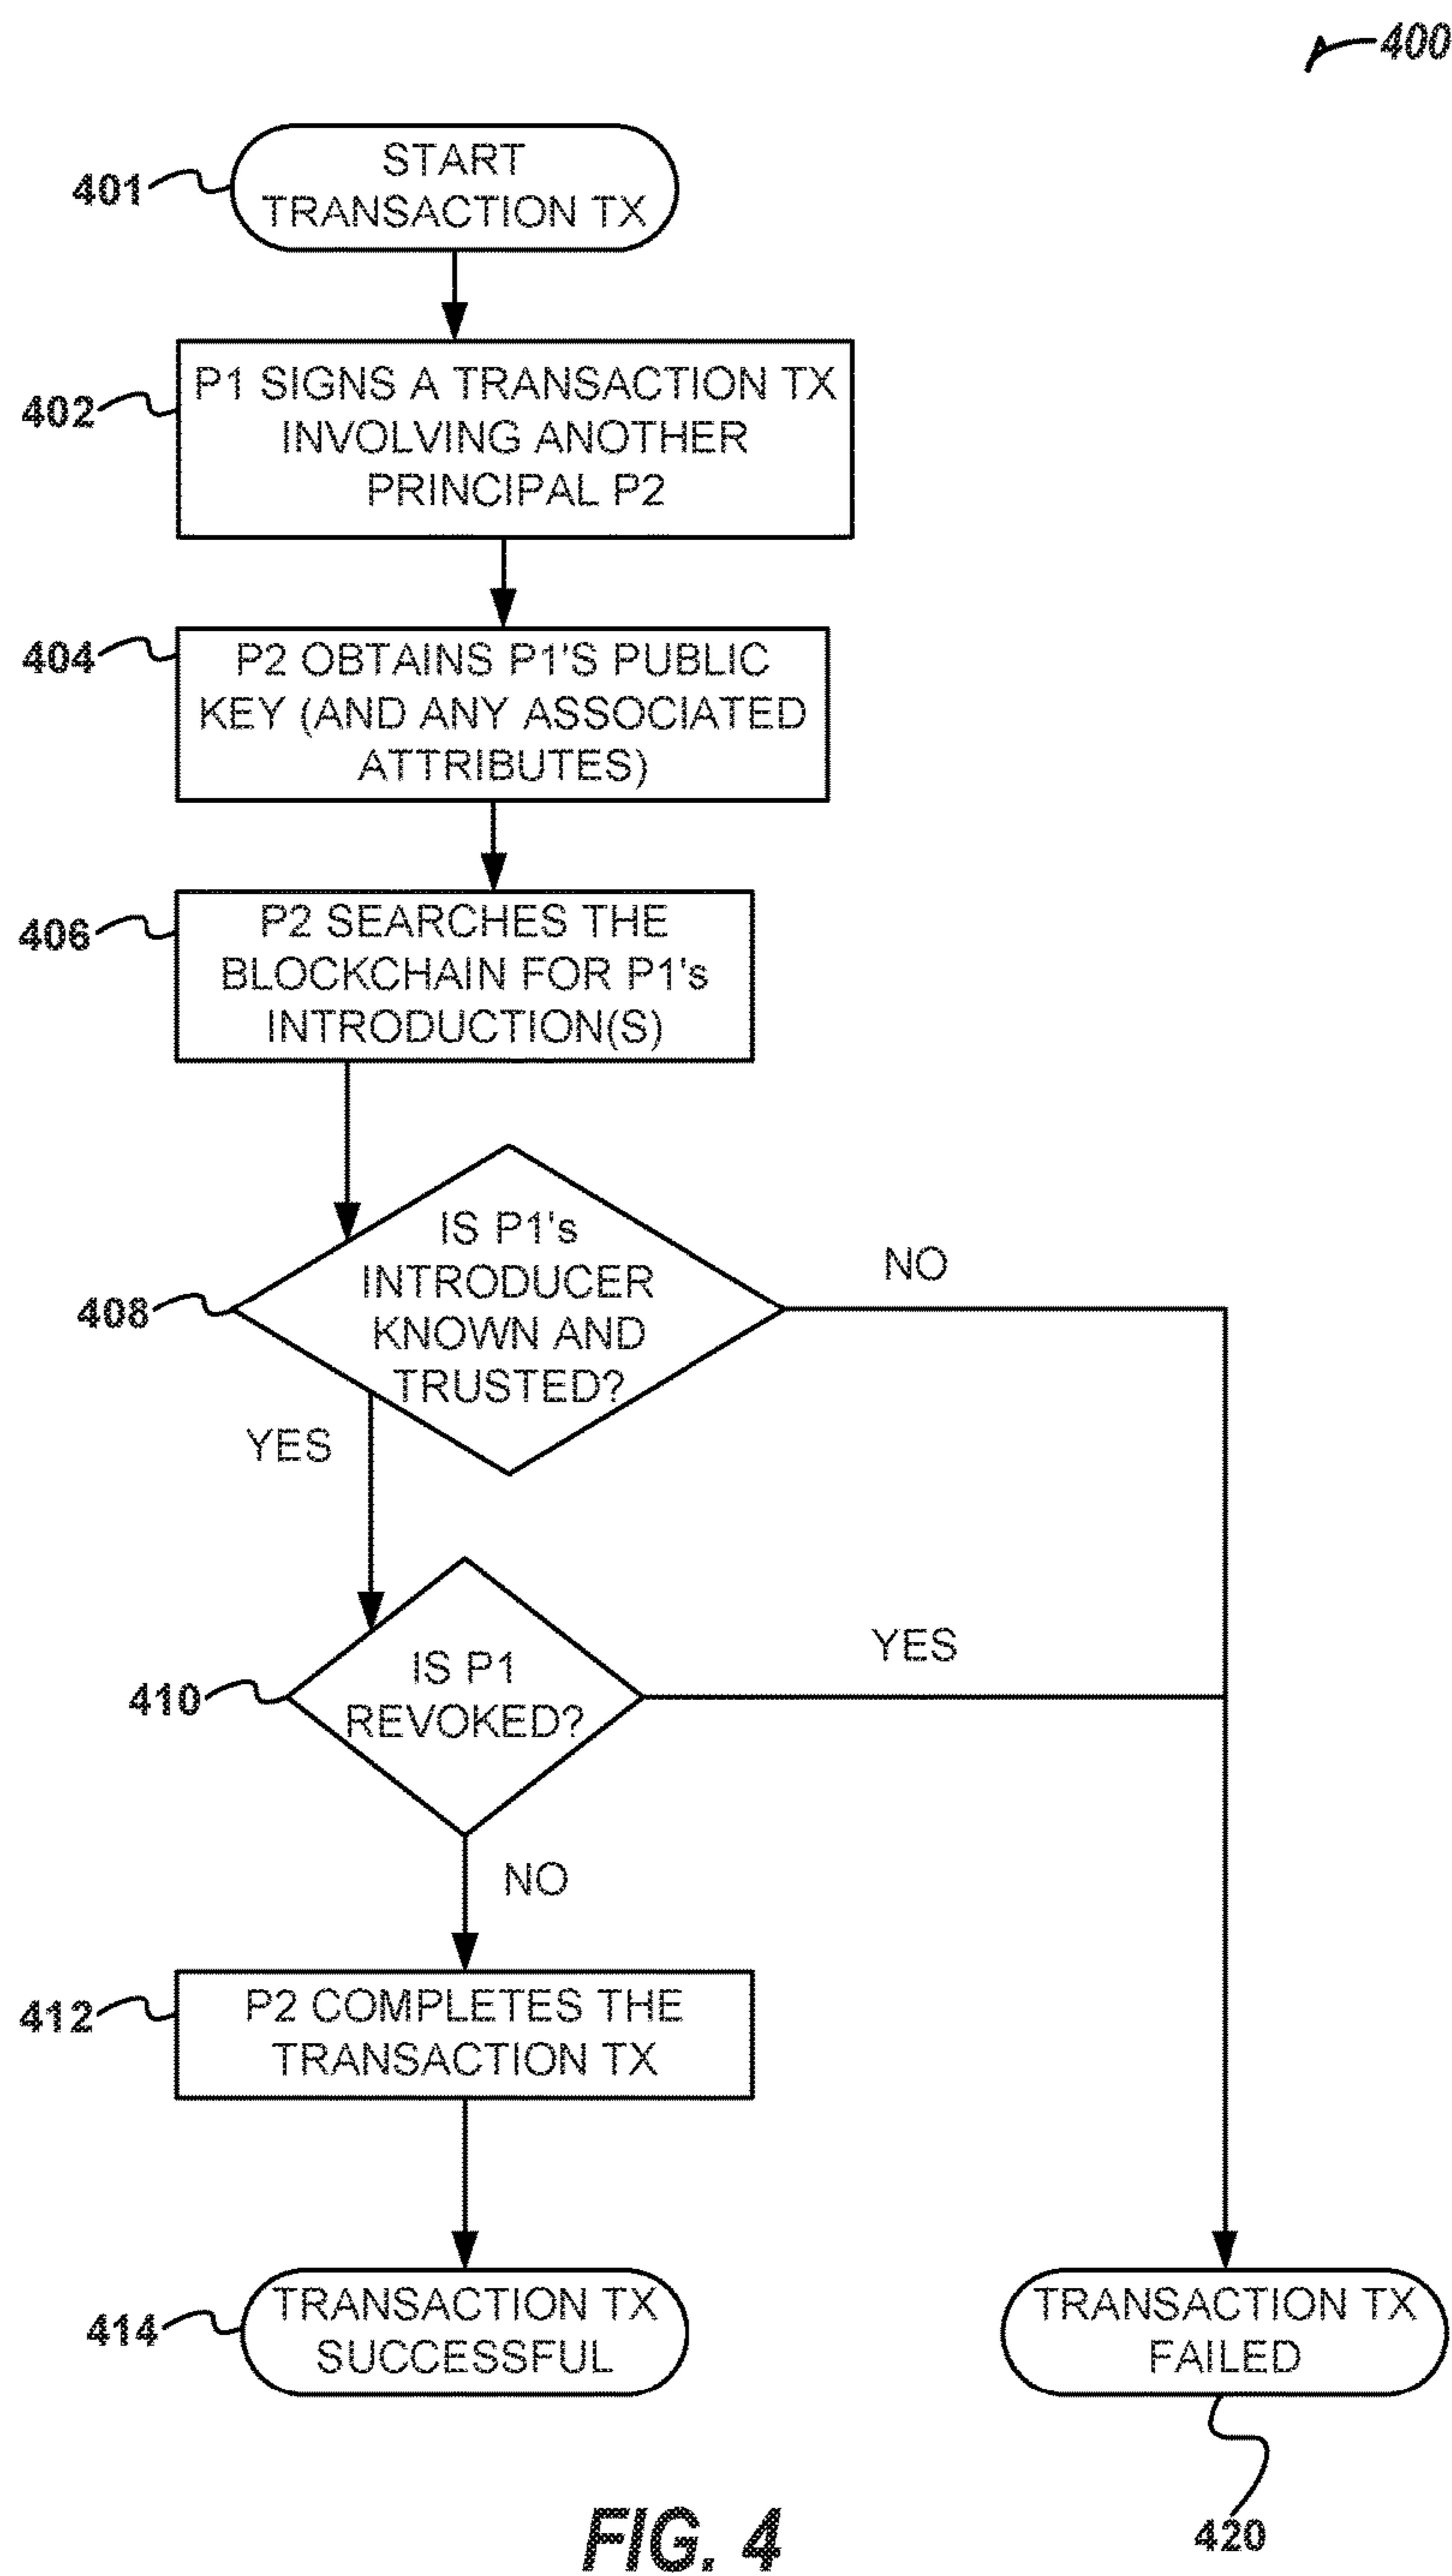 400
401
START
TRANSACTION TX
402
P1 SIGNS A TRANSACTION TX
INVOLVING ANOTHER
PRINCIPAL P2
404
P2 OBTAINS P1'S PUBLIC
KEY (AND ANY ASSOCIATED
ATTRIBUTES)
406
P2 SEARCHES THE
BLOCKCHAIN FOR P1's
INTRODUCTION(S)
408
IS P1's
INTRODUCER
KNOWN AND
TRUSTED?
NO
YES
410
IS P1
REVOKED?
YES
NO
412
P2 COMPLETES THE
TRANSACTION TX
414
TRANSACTION TX
SUCCESSFUL
TRANSACTION TX
FAILED
420
FIG. 4